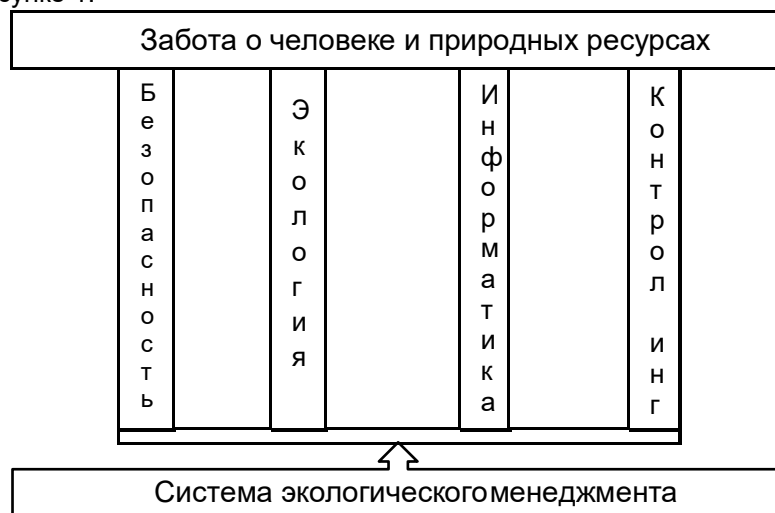 Забота о человеке и природных ресурсах
Безопасность
Экология
Информатика
Контрол инг
Система экологическогоменеджмента